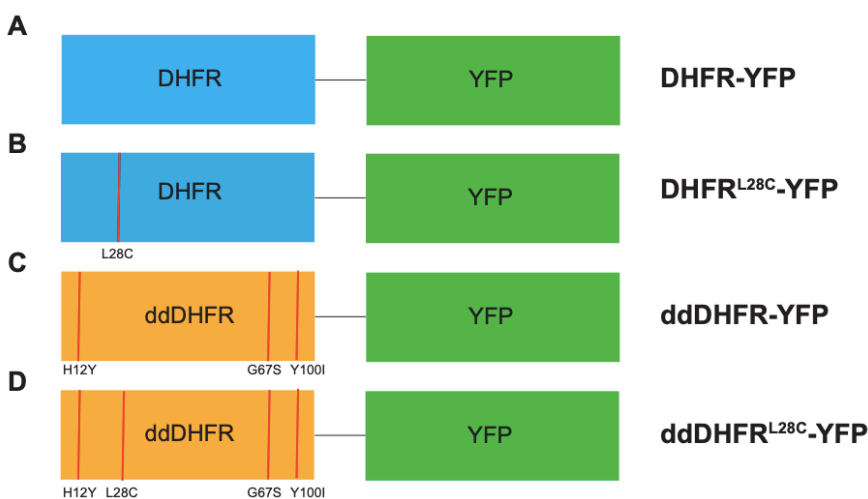 A
DHFR YFP DHFR-YFP
B
DHFR YFP DHFRL28C-YFP
L28C
C
ddDHFR YFP ddDHFR-YFP
H12Y G67S Y100I
D
ddDHFR YFP ddDHFRL28C-YFP
H12Y L28C G67S Y100I